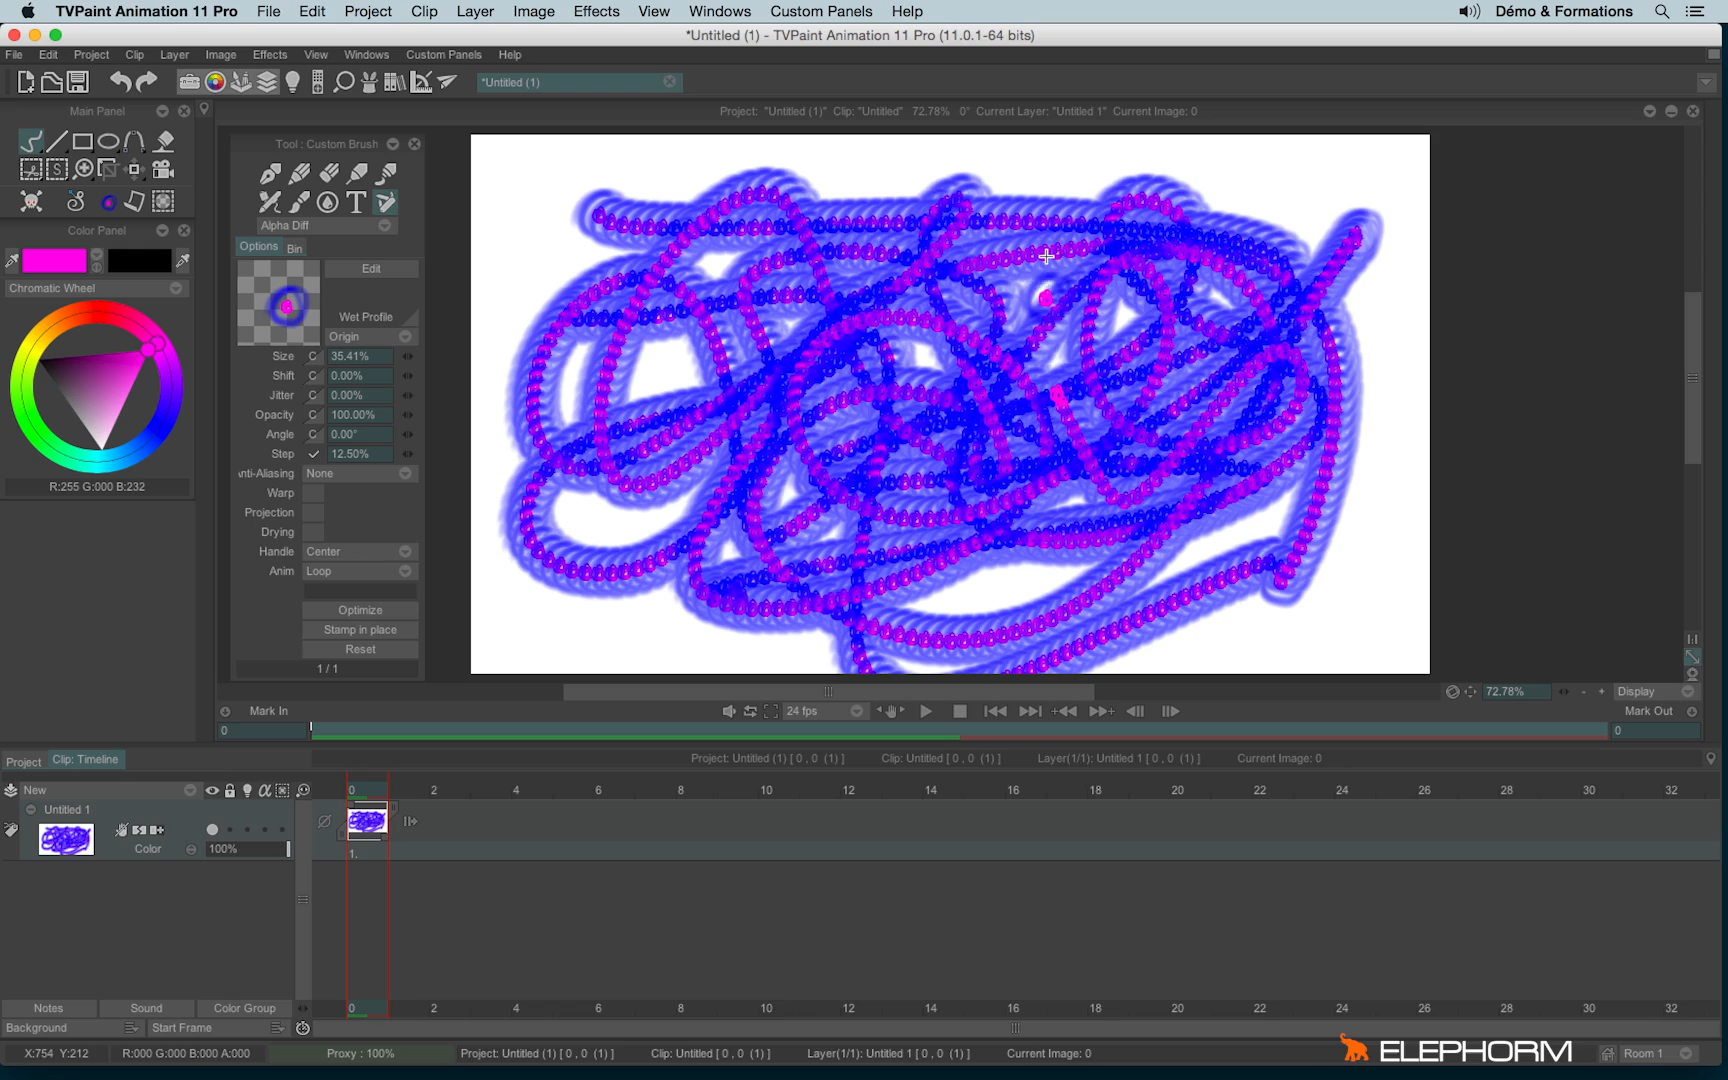 TVPaint Animation 11 Pro File Edit Project Clip Layer Image Effects View Windows Custom Panels Help Démo & Formations
*Untitled (1) - TVPaint Animation 11 Pro (11.0.1-64 bits)
File Edit Project Clip Layer Image Effects View Windows Custom Panels Help
*Untitled (1)
Main Panel
Project: "Untitled (1)" Clip: "Untitled" 72.78% 0° Current Layer: "Untitled 1" Current Image: 0
Tool : Custom Brush
Alpha Diff
Color Panel
Options Bin
Edit
Chromatic Wheel
Wet Profile
Origin
Size C 35.41%
Shift C 0.00%
Jitter C 0.00%
Opacity C 100.00%
Angle C 0.00°
Step 12.50%
Anti-Aliasing None
R:255 G:000 B:232
Warp
Projection
Drying
Handle Center
Anim Loop
Optimize
Stamp in place
Reset
1 / 1
72.78% - + Display
Mark In 24 fps Mark Out
0 0
Project Clip: Timeline Project: Untitled (1) [ 0 , 0 (1) ] Clip: Untitled [ 0 , 0 (1) ] Layer(1/1): Untitled 1 [ 0 , 0 (1) ] Current Image: 0
New 0 2 4 6 8 10 12 14 16 18 20 22 24 26 28 30 32
Untitled 1
Color 100%
1.
Notes Sound Color Group 0 2 4 6 8 10 12 14 16 18 20 22 24 26 28 30 32
Background Start Frame
X:754 Y:212 R:000 G:000 B:000 A:000 Proxy : 100% Project: Untitled (1) [ 0 , 0 (1) ] Clip: Untitled [ 0 , 0 (1) ] Layer(1/1): Untitled 1 [ 0 , 0 (1) ] Current Image: 0 ELEPHORM Room 1